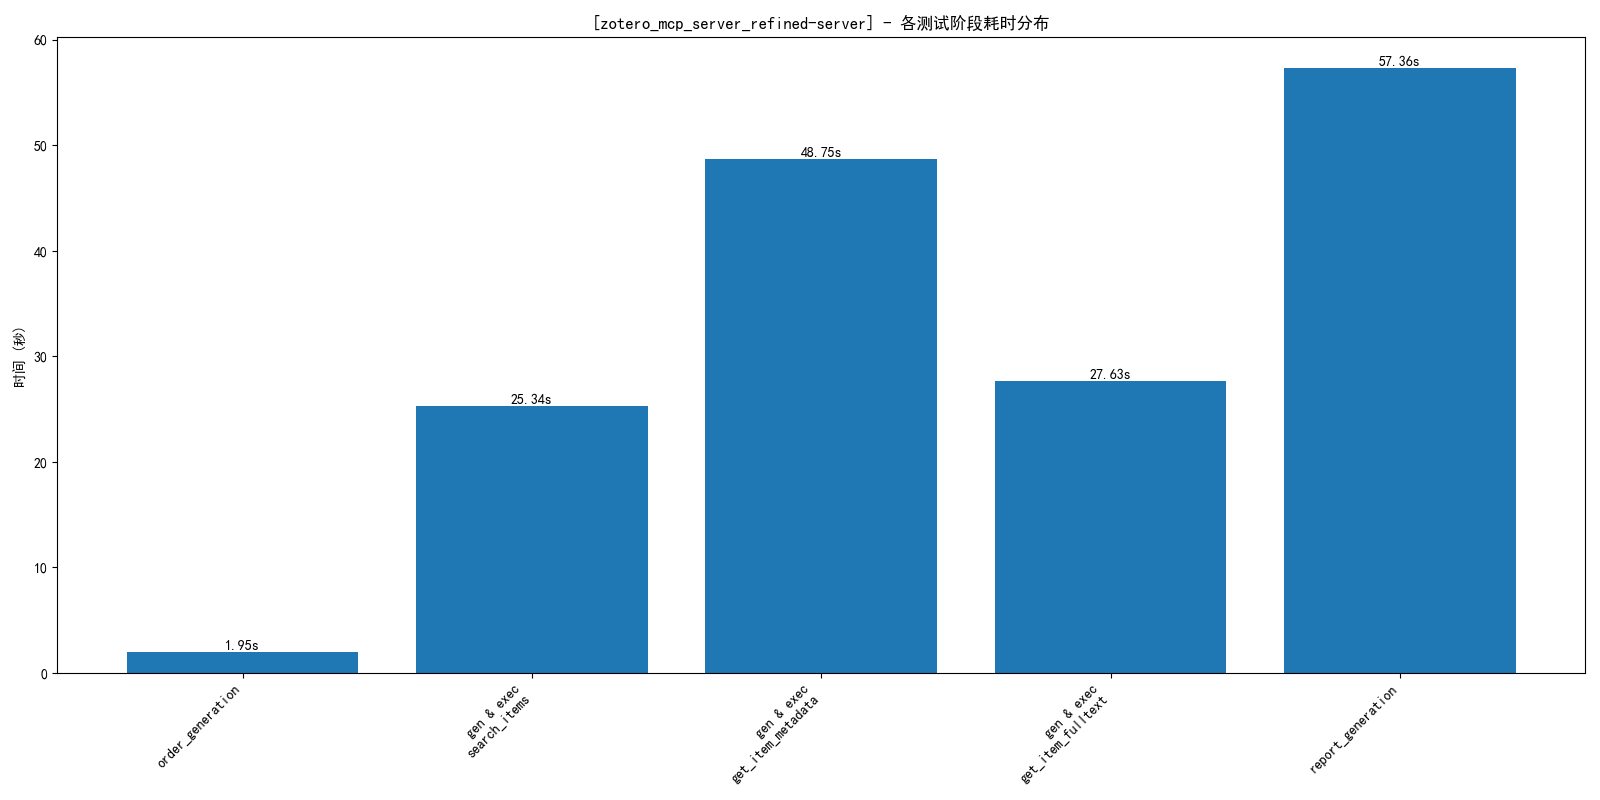 [zotero_mcp_server_refined-server] - 各测试阶段耗时分布
时间 (秒)
60
50
40
30
20
10
0
1.95s
25.34s
48.75s
27.63s
57.36s
order_generation
gen & exec
search_items
gen & exec
get_item_metadata
gen & exec
get_item_fulltext
report_generation